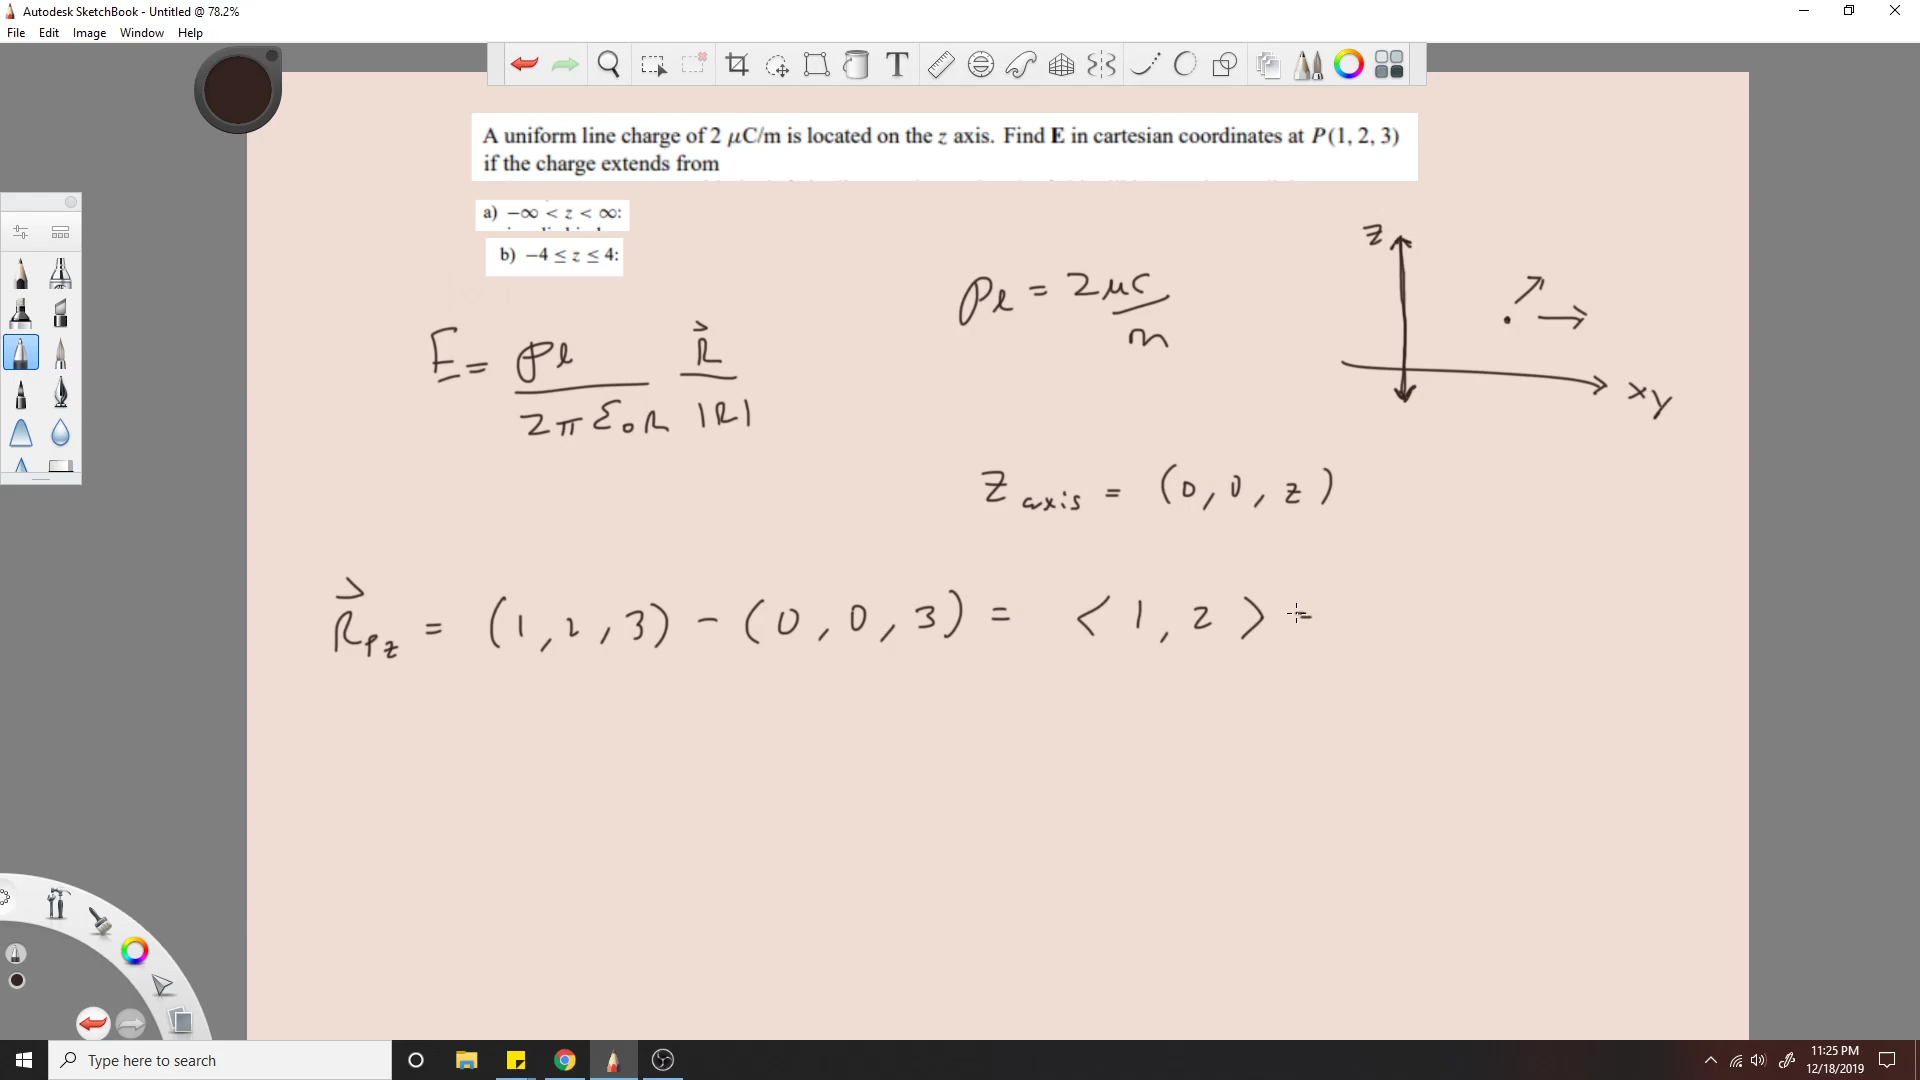 Autodesk SketchBook - Untitled @ 78.2%
File Edit Image Window Help
T
A uniform line charge of 2 μC/m is located on the z axis. Find E in cartesian coordinates at P(1, 2, 3)
if the charge extends from
a) −∞ < z < ∞:
b) −4 ≤ z ≤ 4:
E = ρl / 2πε₀R R⃗ / |R|
ρl = 2μC / m
z
xy
z axis = (0, 0, z)
R⃗pz = (1, 2, 3) − (0, 0, 3) = <1, 2> =
Type here to search
11:25 PM
12/18/2019